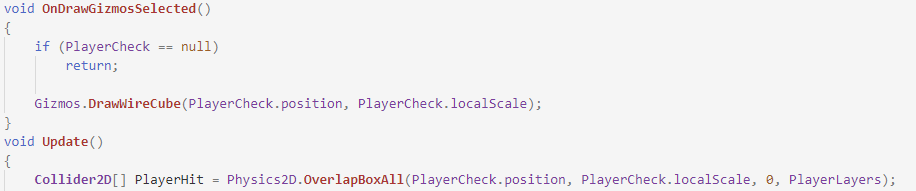 void OnDrawGizmosSelected()
{
    if (PlayerCheck == null)
        return;

    Gizmos.DrawWireCube(PlayerCheck.position, PlayerCheck.localScale);
}
void Update()
{
    Collider2D[] PlayerHit = Physics2D.OverlapBoxAll(PlayerCheck.position, PlayerCheck.localScale, 0, PlayerLayers);